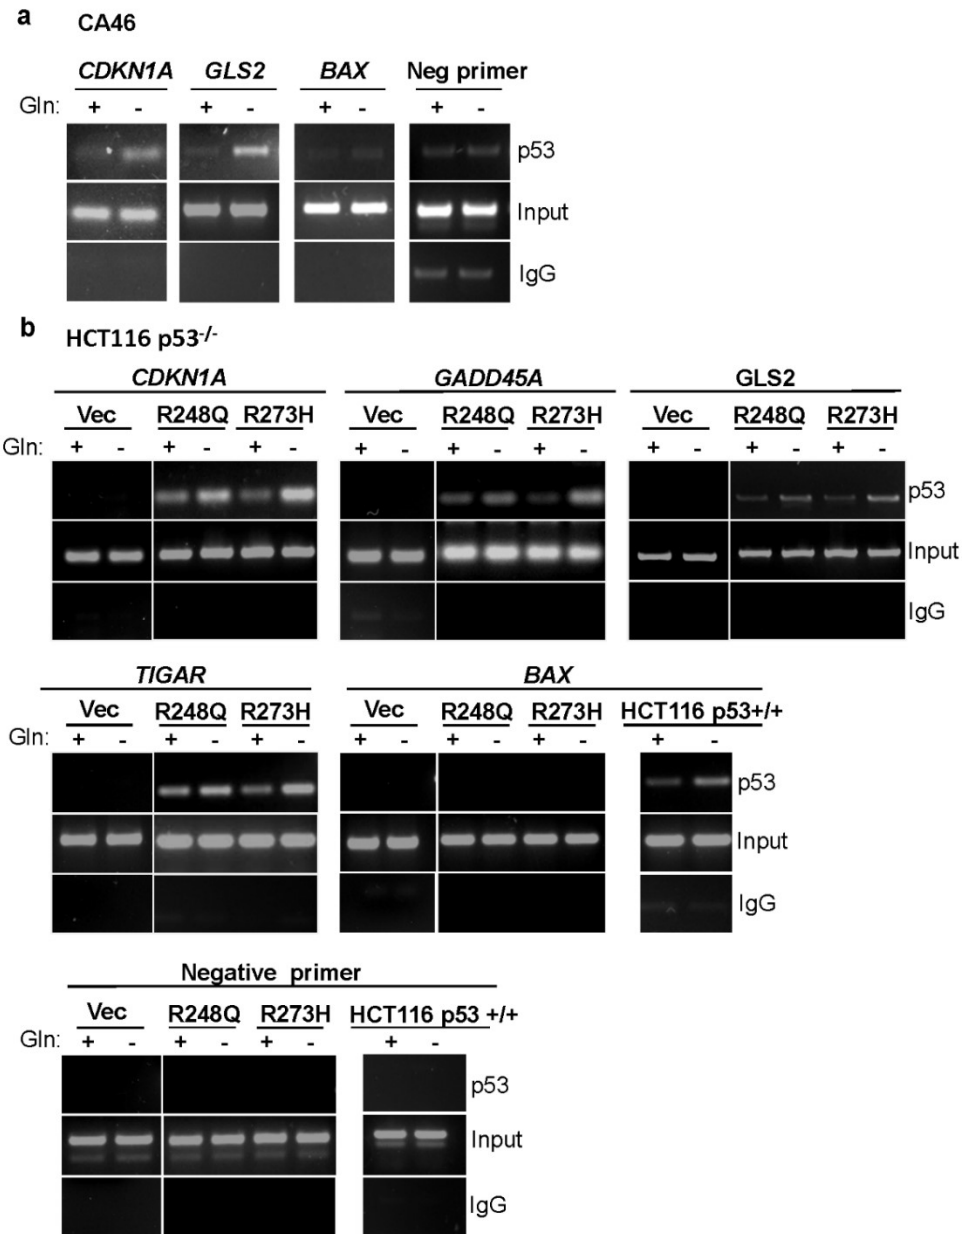 a
CA46
CDKN1A GLS2 BAX Neg primer
Gln: + - + - + - + -
p53
Input
IgG
b
HCT116 p53-/-
CDKN1A GADD45A GLS2
Vec R248Q R273H Vec R248Q R273H Vec R248Q R273H
Gln: + - + - + - + - + - + - + - + - + -
p53
Input
IgG
TIGAR BAX
Vec R248Q R273H Vec R248Q R273H HCT116 p53+/+
Gln: + - + - + - + - + - + - + -
p53
Input
IgG
Negative primer
Vec R248Q R273H HCT116 p53 +/+
Gln: + - + - + - + -
p53
Input
IgG